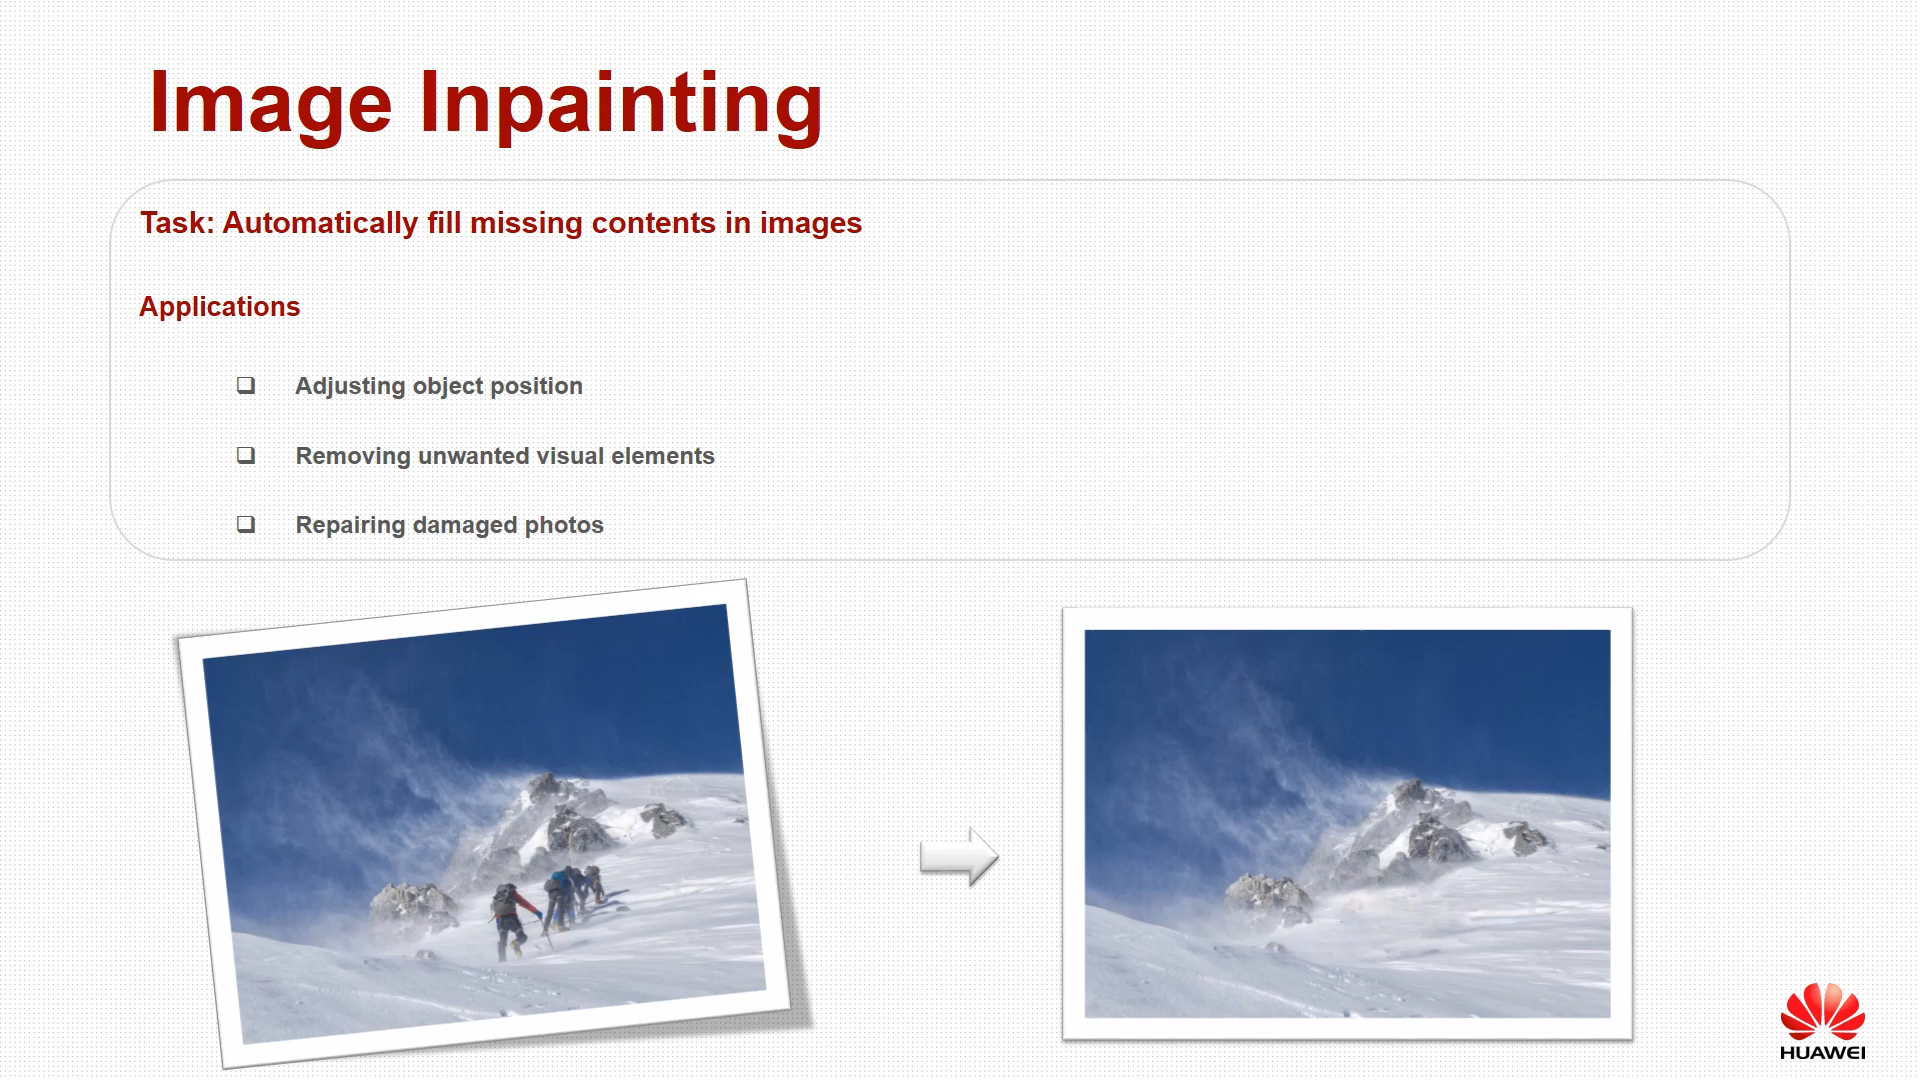 Image Inpainting
Task: Automatically fill missing contents in images
Applications
❑ Adjusting object position
❑ Removing unwanted visual elements
❑ Repairing damaged photos
HUAWEI